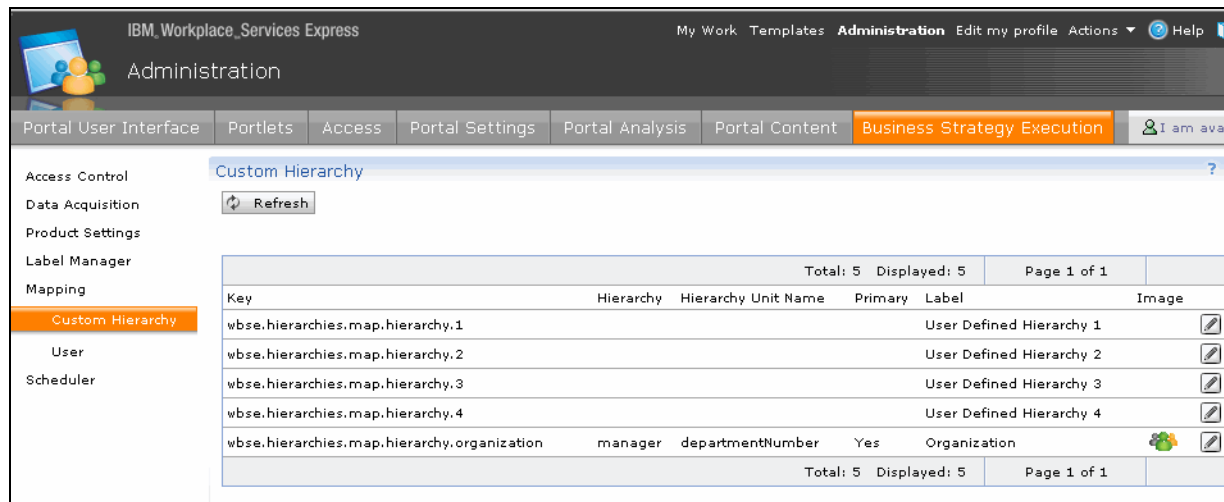 IBM Workplace Services Express
My Work Templates Administration Edit my profile Actions Help
Administration
Portal User Interface Portlets Access Portal Settings Portal Analysis Portal Content Business Strategy Execution I am ava
Access Control
Data Acquisition
Product Settings
Label Manager
Mapping
Custom Hierarchy
User
Scheduler
Custom Hierarchy ?
Refresh
Total: 5 Displayed: 5 Page 1 of 1
Key Hierarchy Hierarchy Unit Name Primary Label Image
wbse.hierarchies.map.hierarchy.1 User Defined Hierarchy 1
wbse.hierarchies.map.hierarchy.2 User Defined Hierarchy 2
wbse.hierarchies.map.hierarchy.3 User Defined Hierarchy 3
wbse.hierarchies.map.hierarchy.4 User Defined Hierarchy 4
wbse.hierarchies.map.hierarchy.organization manager departmentNumber Yes Organization
Total: 5 Displayed: 5 Page 1 of 1